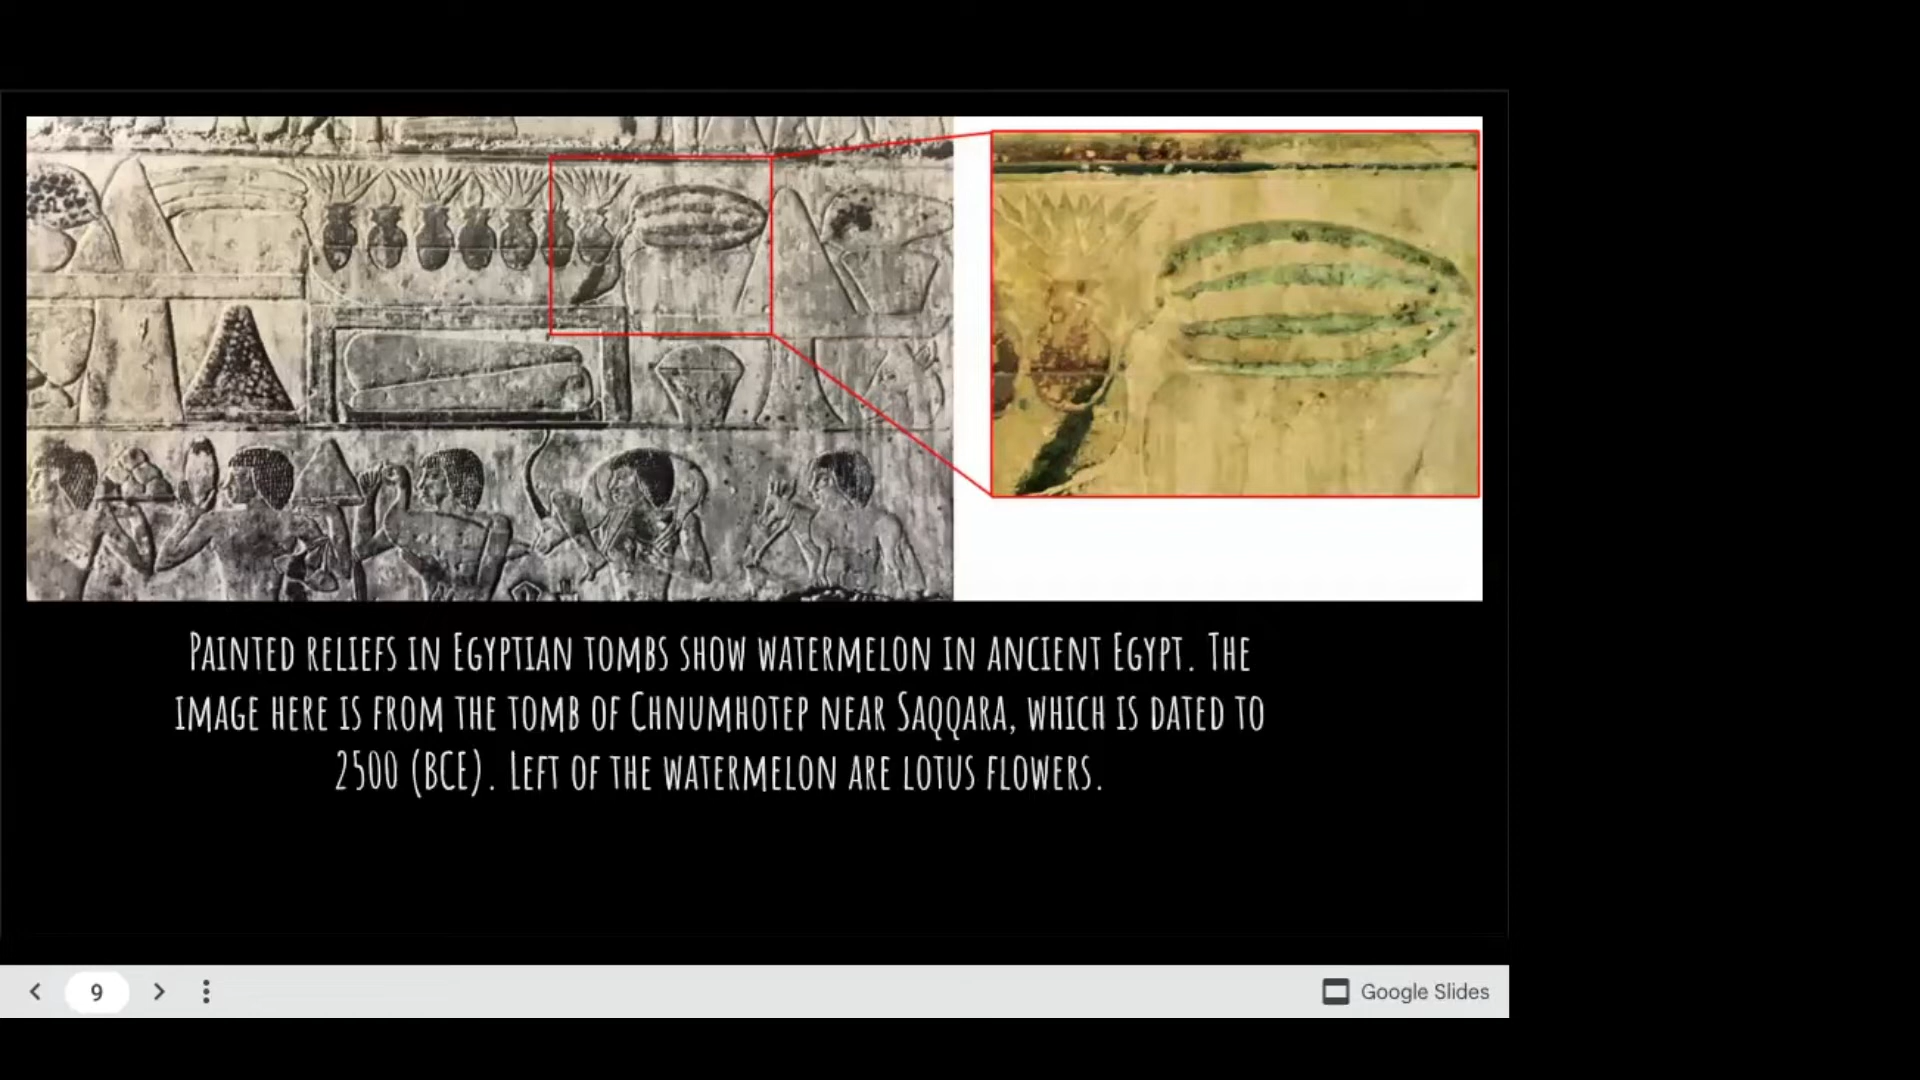 Painted reliefs in Egyptian tombs show watermelon in ancient Egypt. The
image here is from the tomb of Chnumhotep near Saqqara, which is dated to
2500 (BCE). Left of the watermelon are lotus flowers.
9
Google Slides